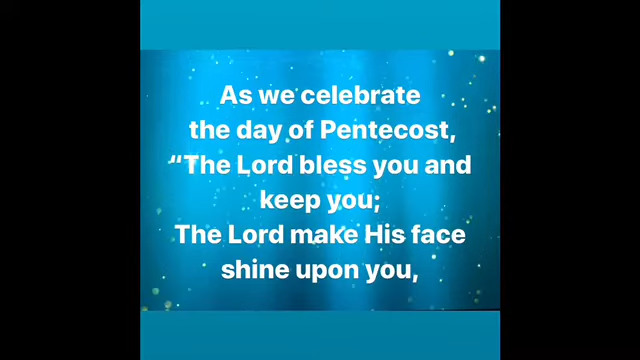 As we celebrate
the day of Pentecost,
“The Lord bless you and
keep you;
The Lord make His face
shine upon you,